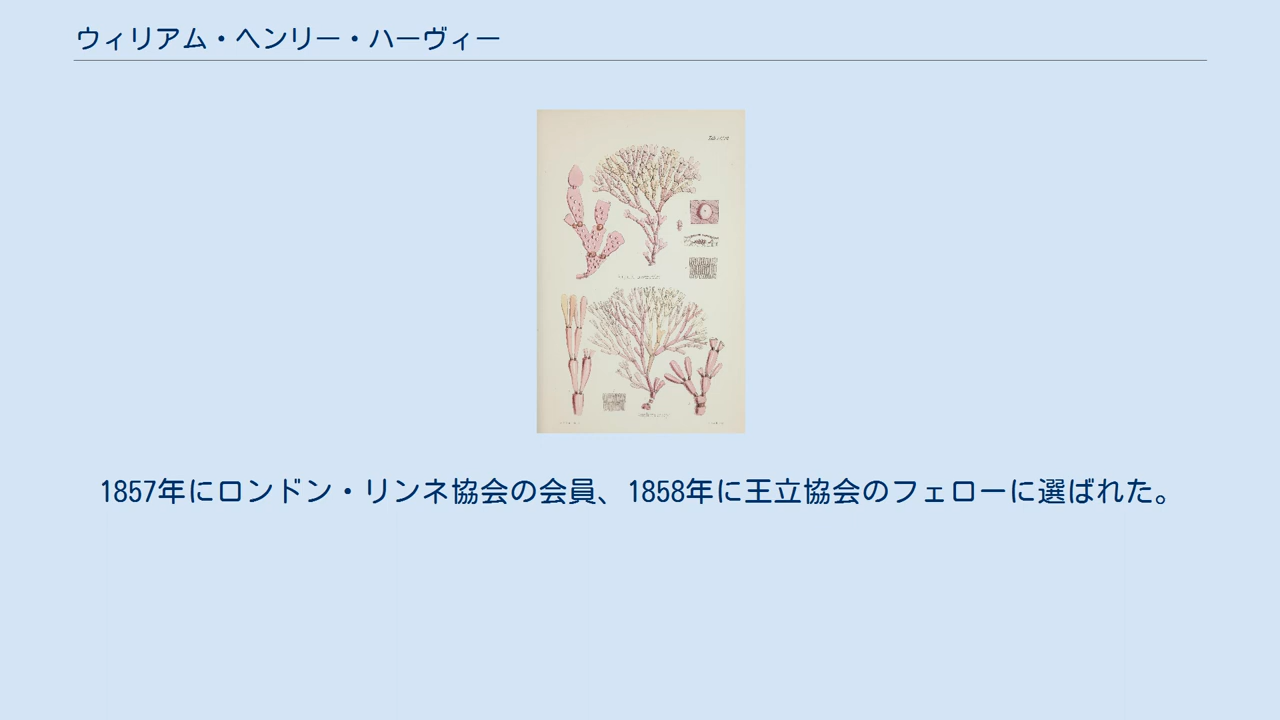 ウィリアム・ヘンリー・ハーヴィー
1857年にロンドン・リンネ協会の会員、1858年に王立協会のフェローに選ばれた。